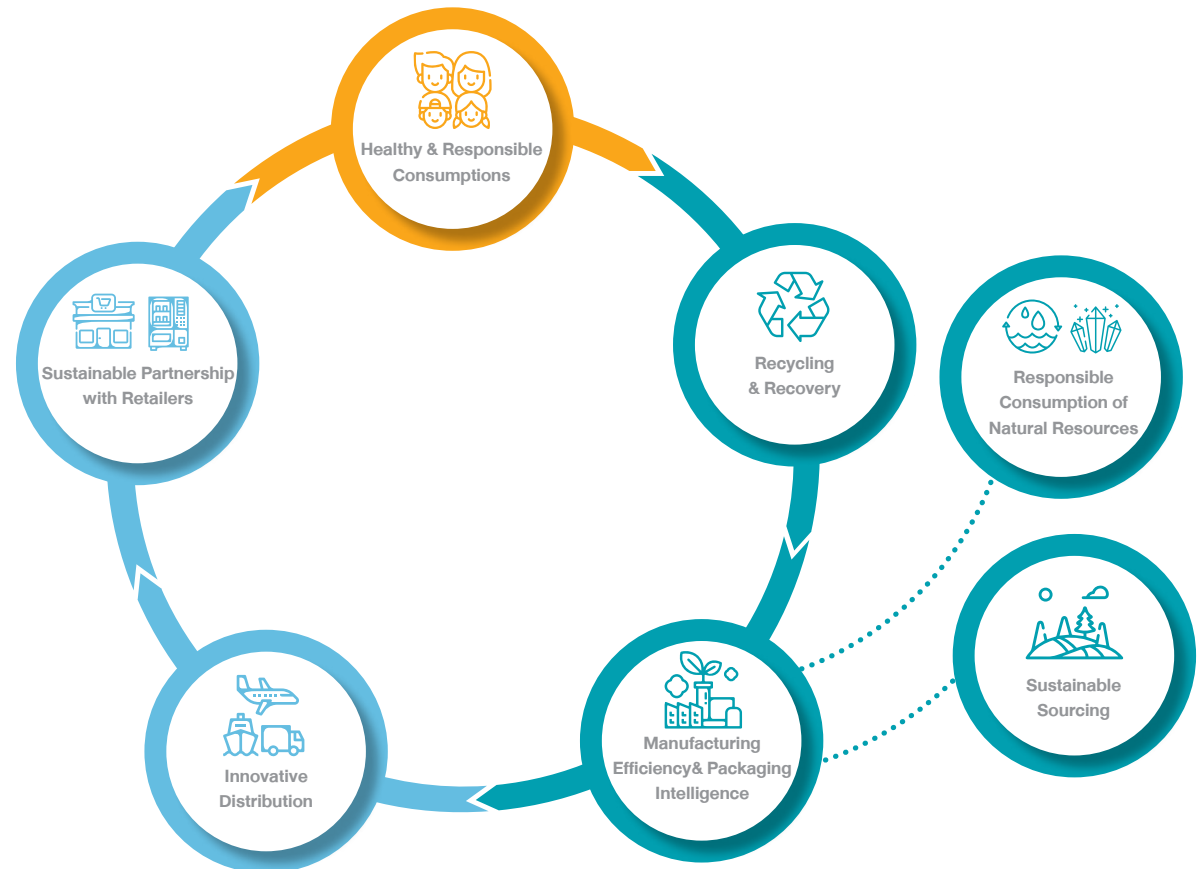 Healthy & Responsible
Consumptions
Recycling
& Recovery
Responsible
Consumption of
Natural Resources
Sustainable
Sourcing
Manufacturing
Efficiency& Packaging
Intelligence
Innovative
Distribution
Sustainable Partnership
with Retailers